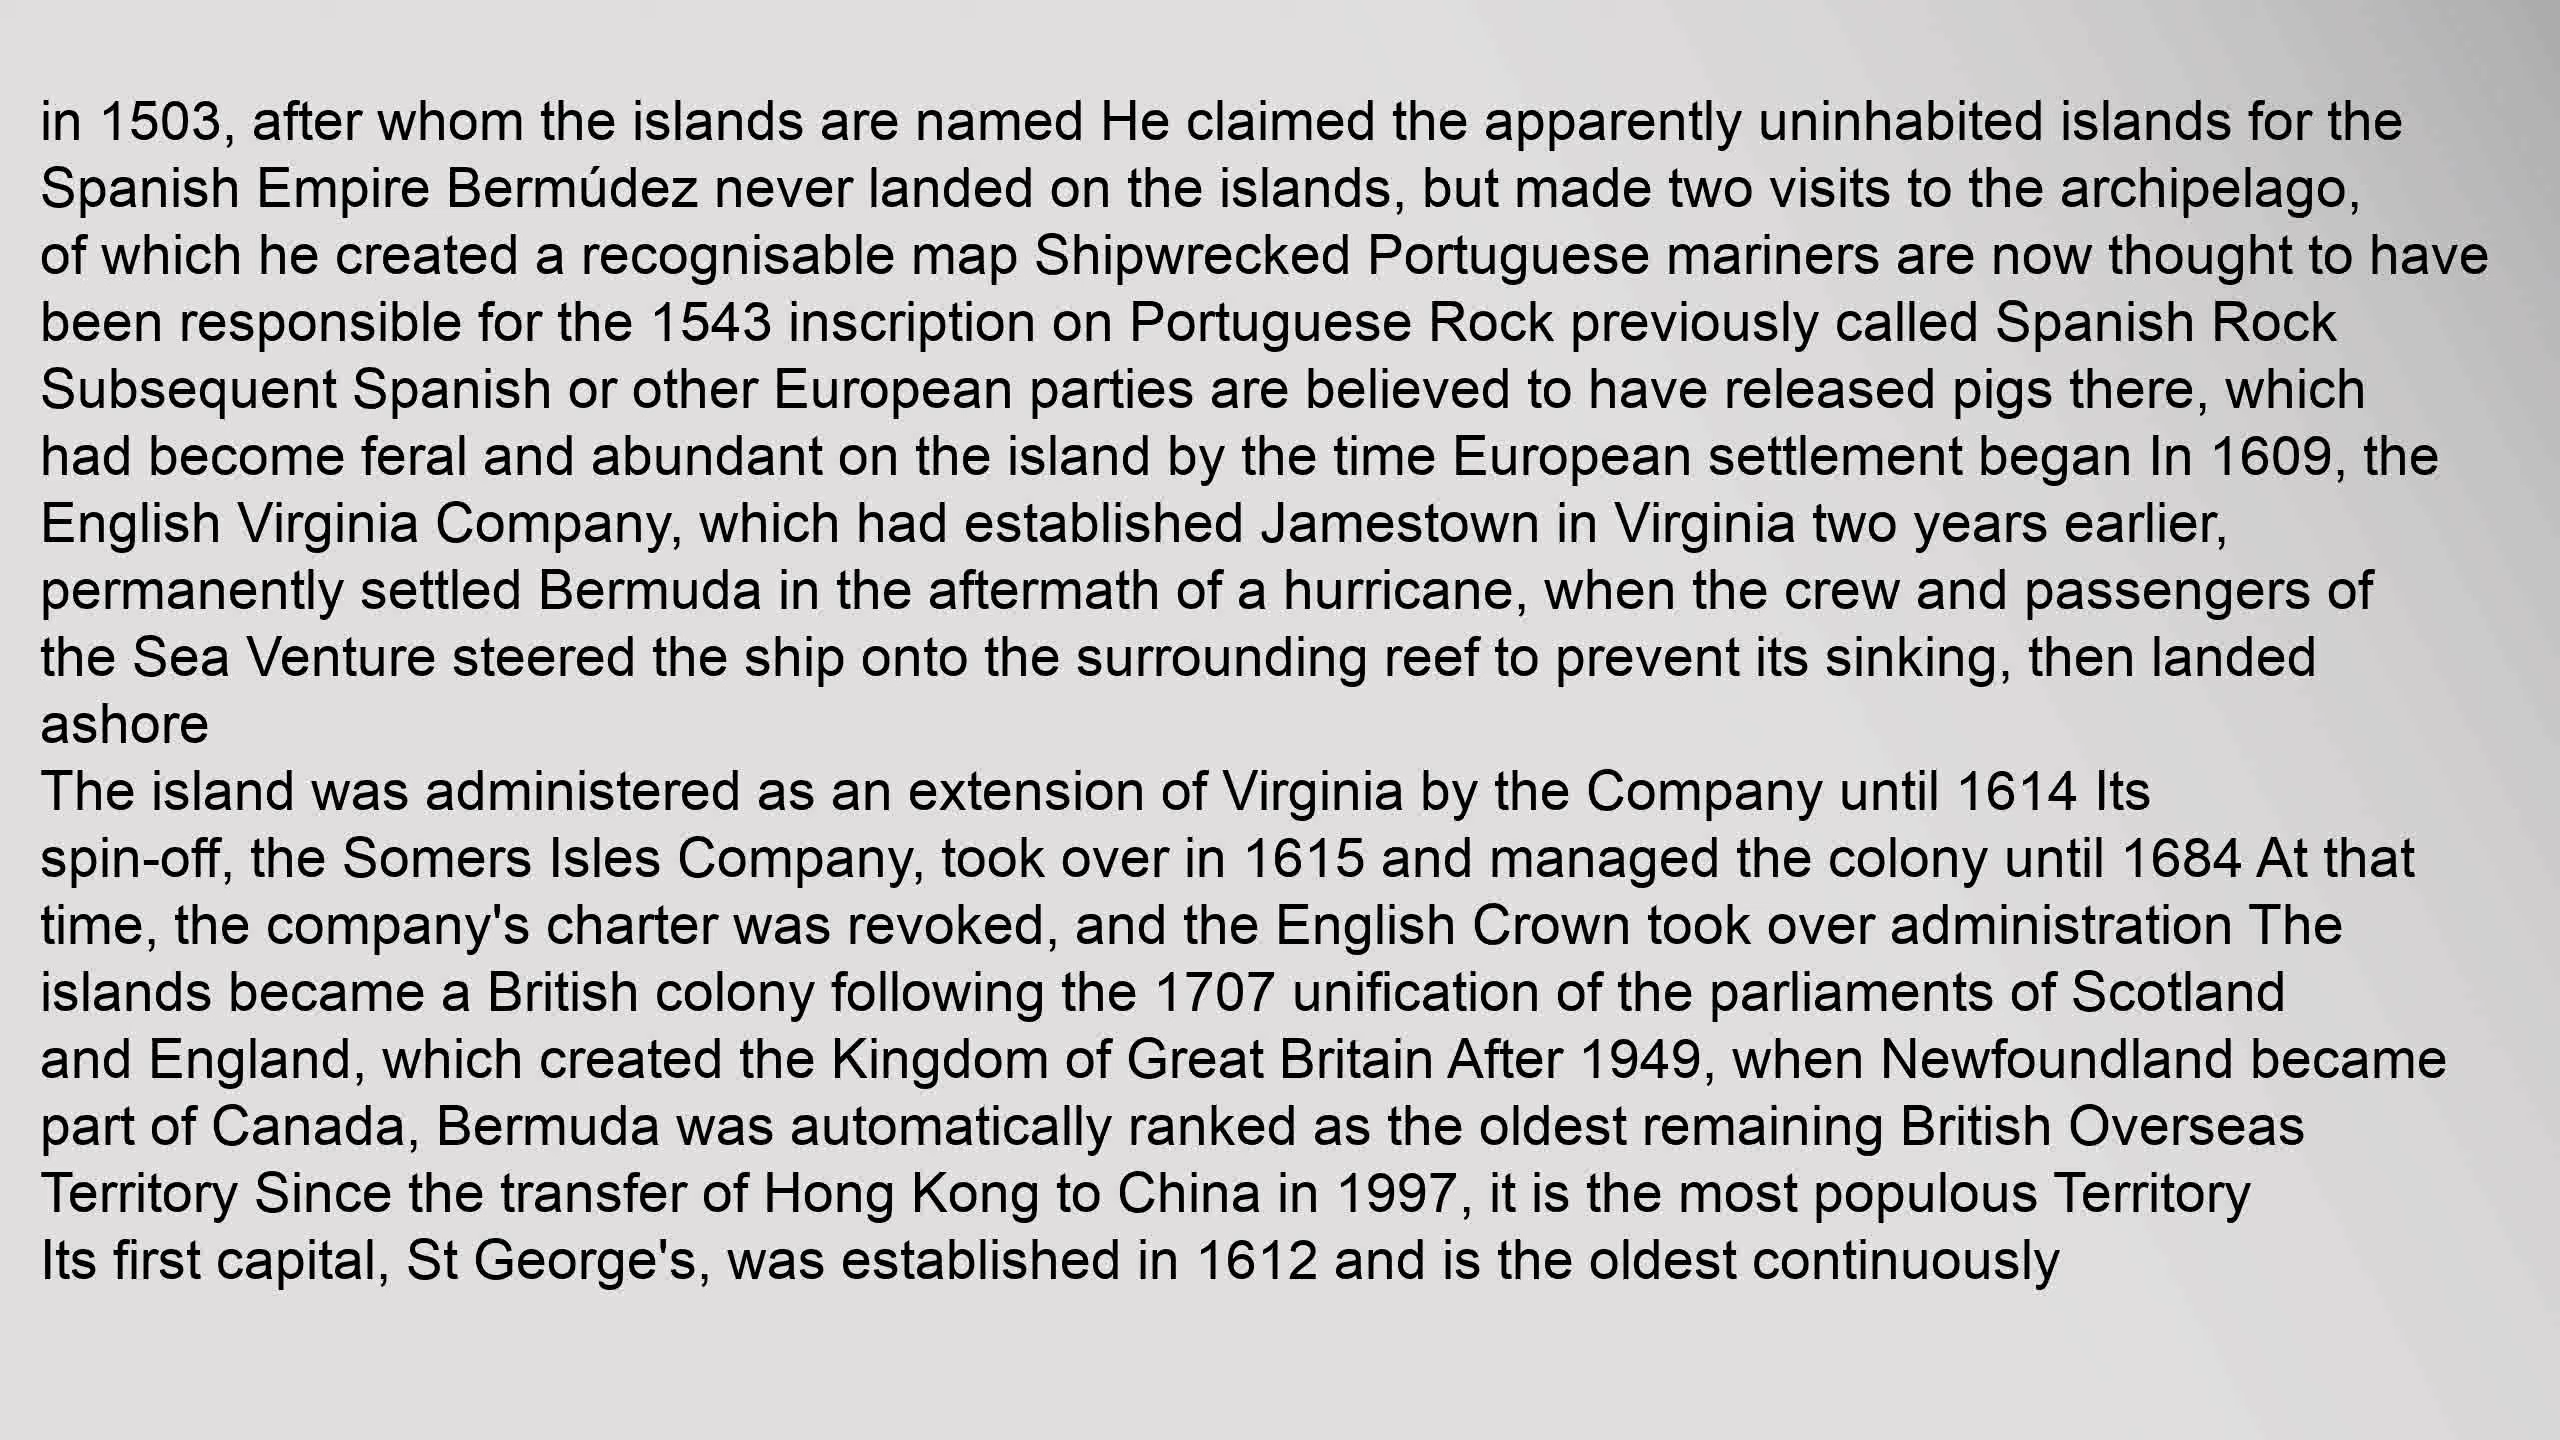 in 1503, after whom the islands are named He claimed the apparently uninhabited islands for the
Spanish Empire Bermúdez never landed on the islands, but made two visits to the archipelago,
of which he created a recognisable map Shipwrecked Portuguese mariners are now thought to have
been responsible for the 1543 inscription on Portuguese Rock previously called Spanish Rock
Subsequent Spanish or other European parties are believed to have released pigs there, which
had become feral and abundant on the island by the time European settlement began In 1609, the
English Virginia Company, which had established Jamestown in Virginia two years earlier,
permanently settled Bermuda in the aftermath of a hurricane, when the crew and passengers of
the Sea Venture steered the ship onto the surrounding reef to prevent its sinking, then landed
ashore
The island was administered as an extension of Virginia by the Company until 1614 Its
spin-off, the Somers Isles Company, took over in 1615 and managed the colony until 1684 At that
time, the company's charter was revoked, and the English Crown took over administration The
islands became a British colony following the 1707 unification of the parliaments of Scotland
and England, which created the Kingdom of Great Britain After 1949, when Newfoundland became
part of Canada, Bermuda was automatically ranked as the oldest remaining British Overseas
Territory Since the transfer of Hong Kong to China in 1997, it is the most populous Territory
Its first capital, St George's, was established in 1612 and is the oldest continuously